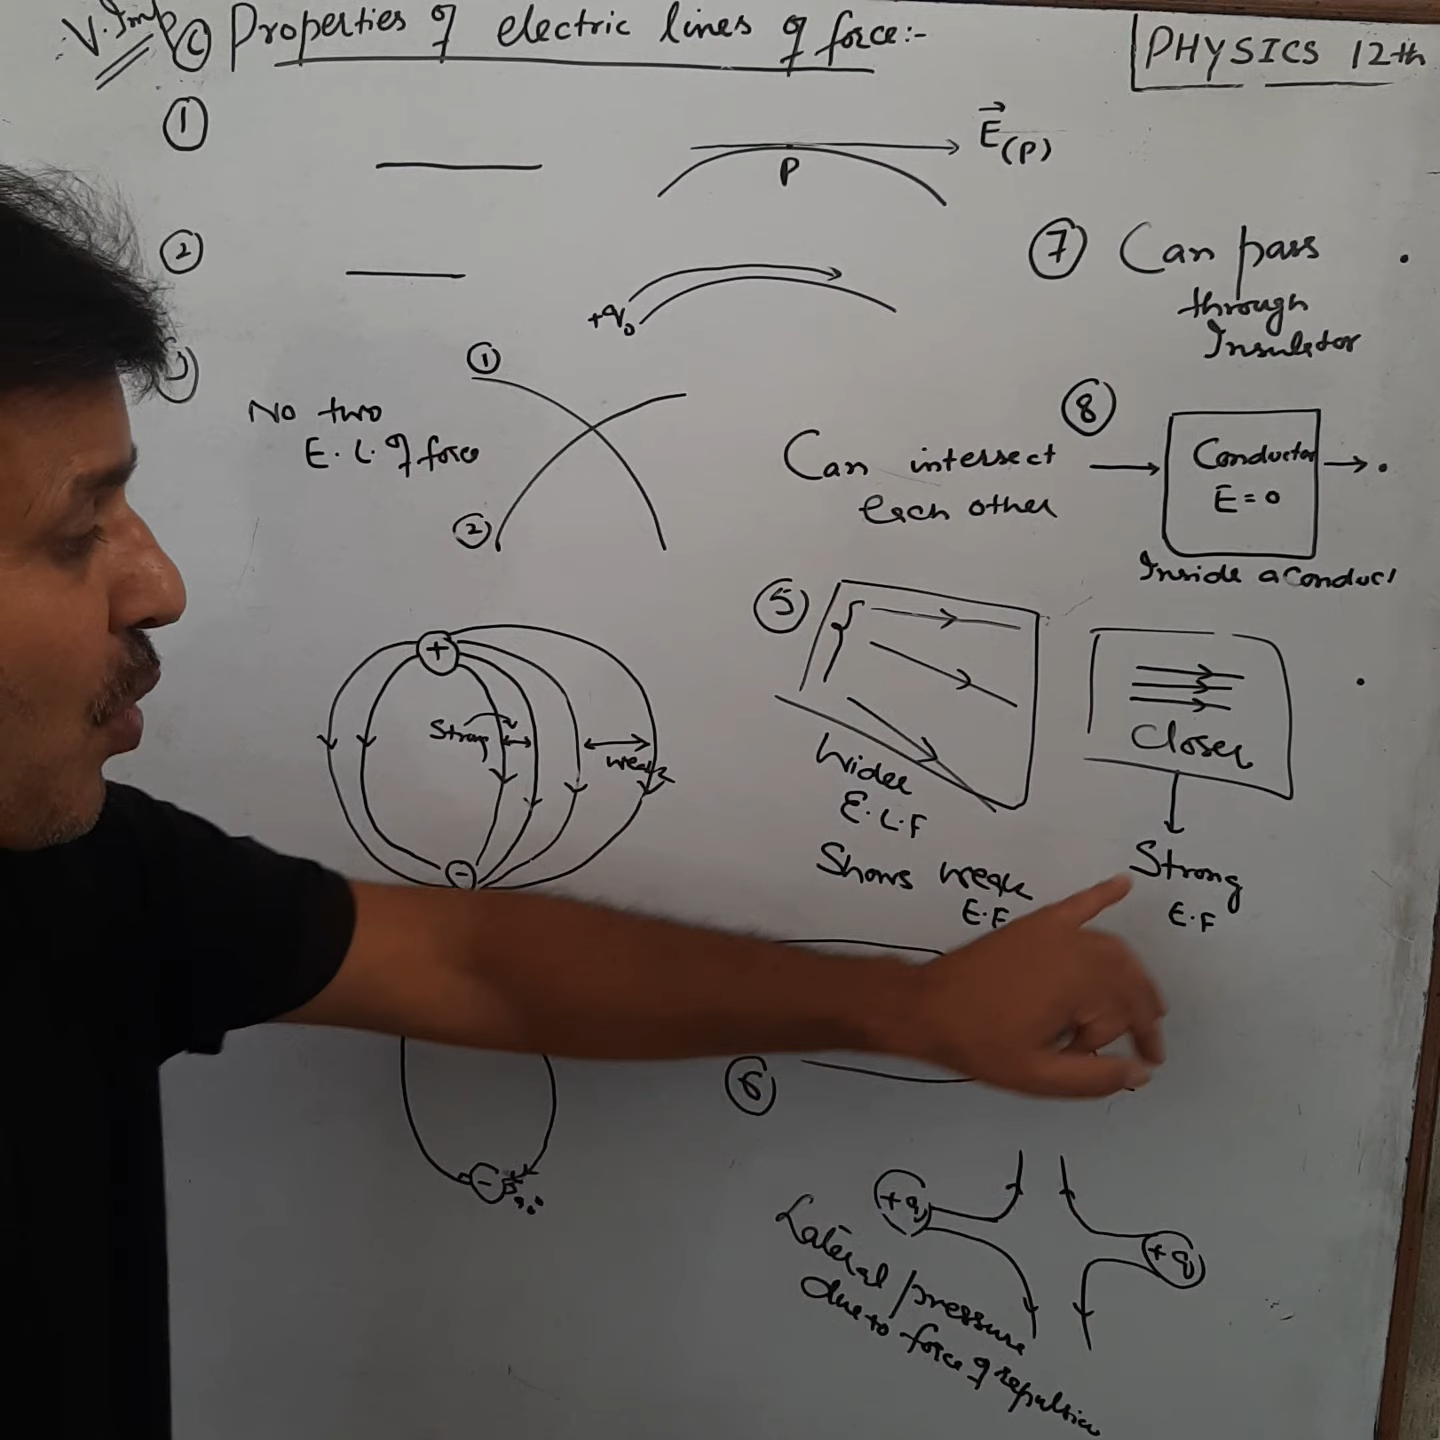 V. Imp
C Properties of electric lines of force:-
PHYSICS 12th
1
E(P)
P
2
+q₀
7 Can pass
through
Insulator
3
1
No two
E. L. of force
2
Can intersect
each other
8
Conductor
E = 0
Inside a Conduct
5
+
Strong
weak
-
Wider
E. L. F
Shows weak
E. F
Closer
Strong
E. F
6
-
+q
+q
Lateral pressure
due to force of repulsion